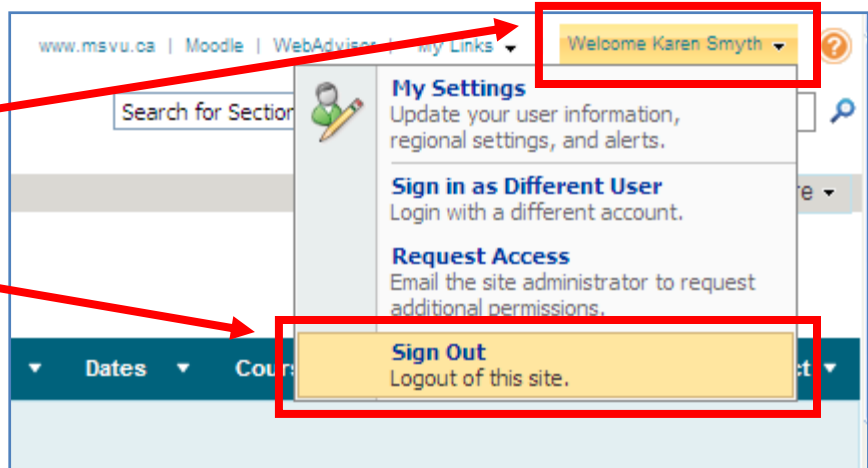 www.msvu.ca | Moodle | WebAdvisor | My Links Welcome Karen Smyth
Search for Section
My Settings
Update your user information,
regional settings, and alerts.
Sign in as Different User
Login with a different account.
Request Access
Email the site administrator to request
additional permissions.
Sign Out
Logout of this site.
Dates